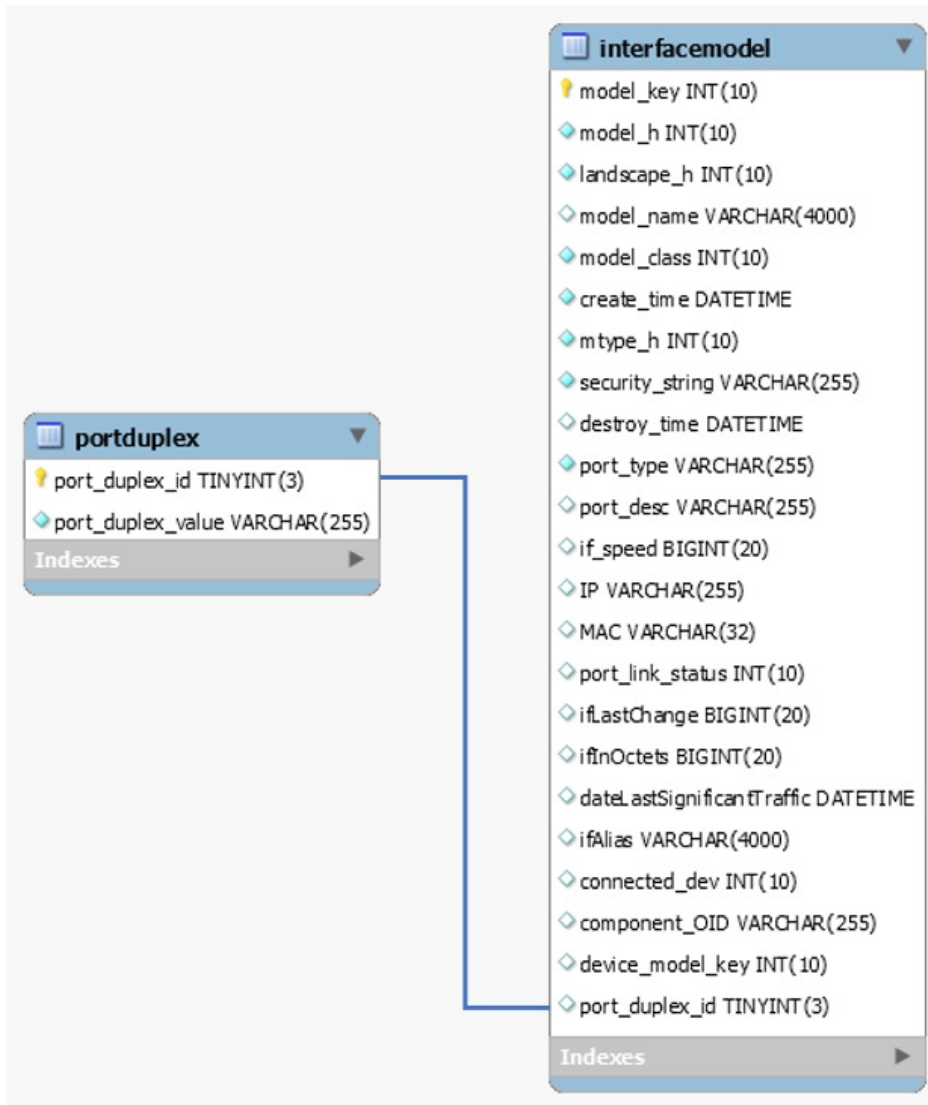 interfacemodel
model_key INT(10)
model_h INT(10)
landscape_h INT(10)
model_name VARCHAR(4000)
model_class INT(10)
create_time DATETIME
mtype_h INT(10)
security_string VARCHAR(255)
destroy_time DATETIME
port_type VARCHAR(255)
port_desc VARCHAR(255)
if_speed BIGINT(20)
IP VARCHAR(255)
MAC VARCHAR(32)
port_link_status INT(10)
ifLastChange BIGINT(20)
ifInOctets BIGINT(20)
dateLastSignificantTraffic DATETIME
ifAlias VARCHAR(4000)
connected_dev INT(10)
component_OID VARCHAR(255)
device_model_key INT(10)
port_duplex_id TINYINT(3)
Indexes
portduplex
port_duplex_id TINYINT(3)
port_duplex_value VARCHAR(255)
Indexes